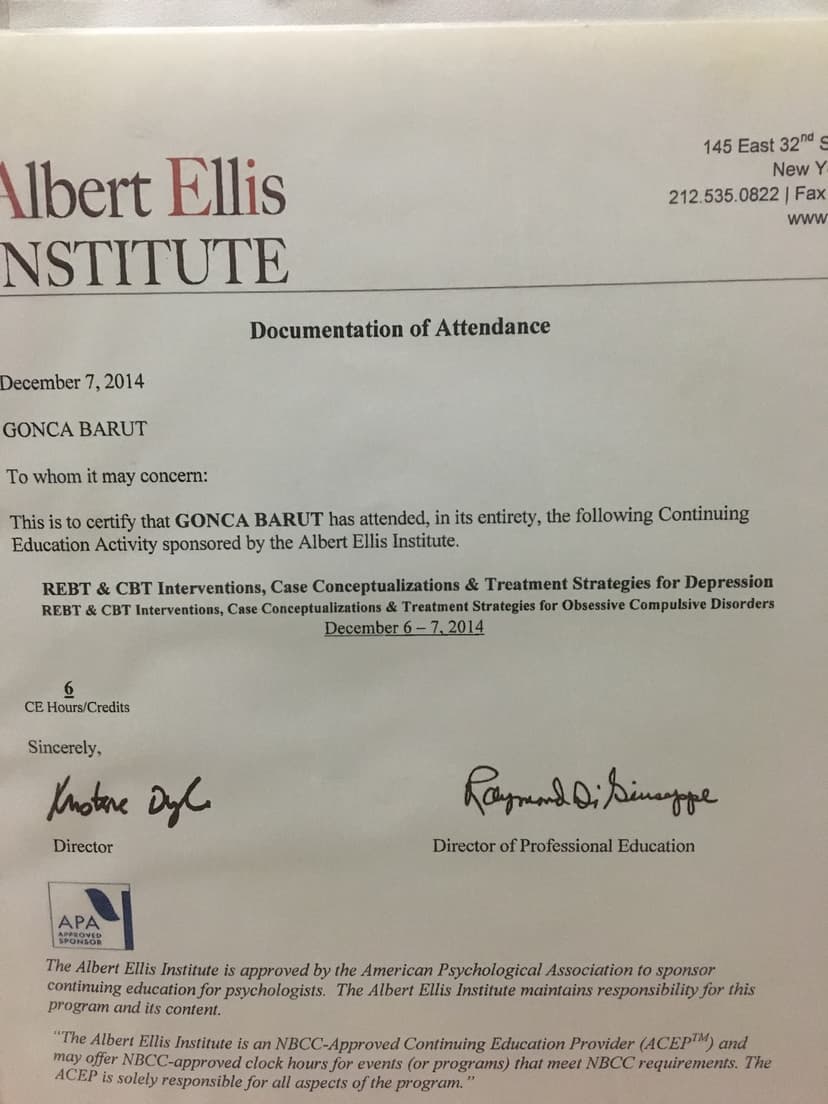 Albert Ellis
INSTITUTE
145 East 32nd S
New Y
212.535.0822 | Fax
www
Documentation of Attendance
December 7, 2014
GONCA BARUT
To whom it may concern:
This is to certify that GONCA BARUT has attended, in its entirety, the following Continuing
Education Activity sponsored by the Albert Ellis Institute.
REBT & CBT Interventions, Case Conceptualizations & Treatment Strategies for Depression
REBT & CBT Interventions, Case Conceptualizations & Treatment Strategies for Obsessive Compulsive Disorders
December 6 – 7, 2014
6
CE Hours/Credits
Sincerely,
Raymond DiGiuseppe
Director
Director of Professional Education
APA
APPROVED
SPONSOR
The Albert Ellis Institute is approved by the American Psychological Association to sponsor
continuing education for psychologists. The Albert Ellis Institute maintains responsibility for this
program and its content.
"The Albert Ellis Institute is an NBCC-Approved Continuing Education Provider (ACEP™) and
may offer NBCC-approved clock hours for events (or programs) that meet NBCC requirements. The
ACEP is solely responsible for all aspects of the program."